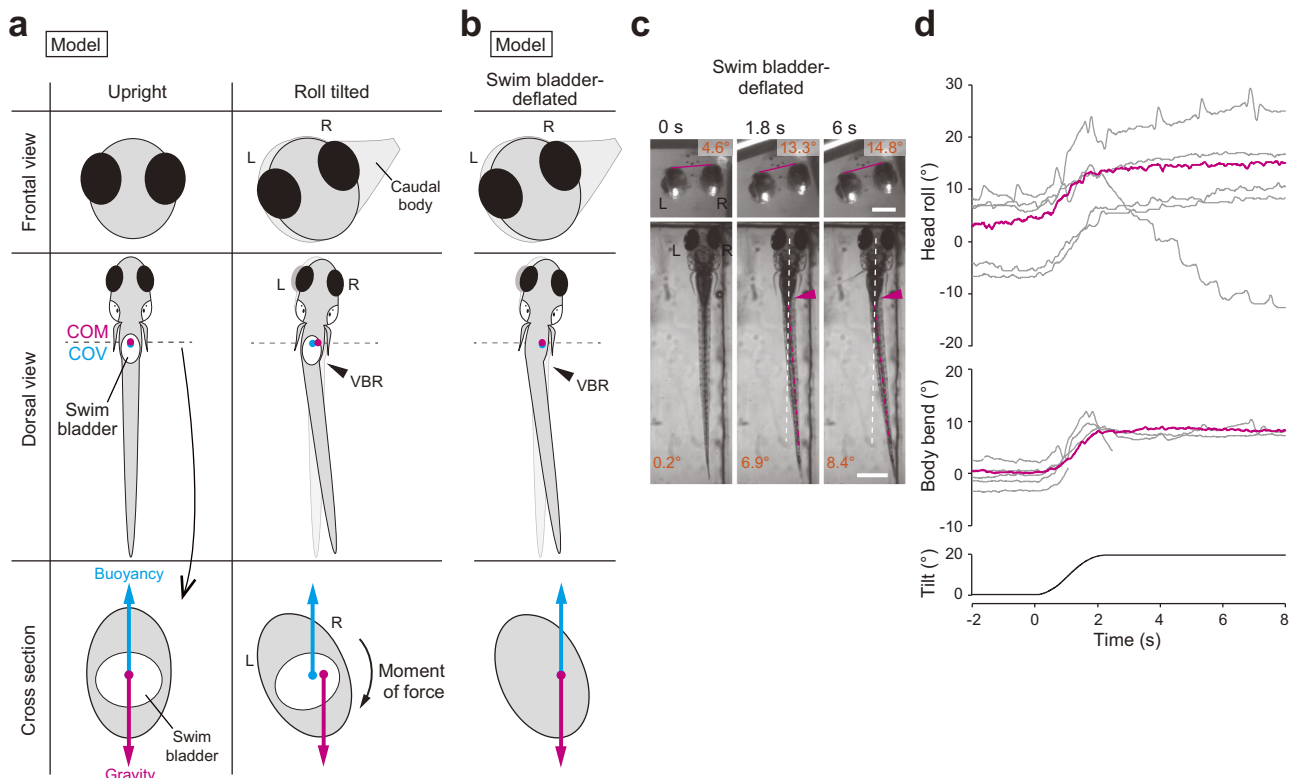 a
Model
Upright
Roll tilted
Frontal view
R
L
Caudal
body
Dorsal view
L
R
COM
COV
VBR
Swim
bladder
Cross section
Buoyancy
R
L
Moment
of force
Swim
bladder
Gravity
b
Model
Swim bladder-
deflated
R
L
VBR
c
Swim bladder-
deflated
0 s
1.8 s
6 s
4.6°
13.3°
14.8°
L
R
L
R
0.2°
6.9°
8.4°
d
30
20
10
0
-10
-20
Head roll (°)
20
10
0
-10
Body bend (°)
20
0
Tilt (°)
-2
0
2
4
6
8
Time (s)